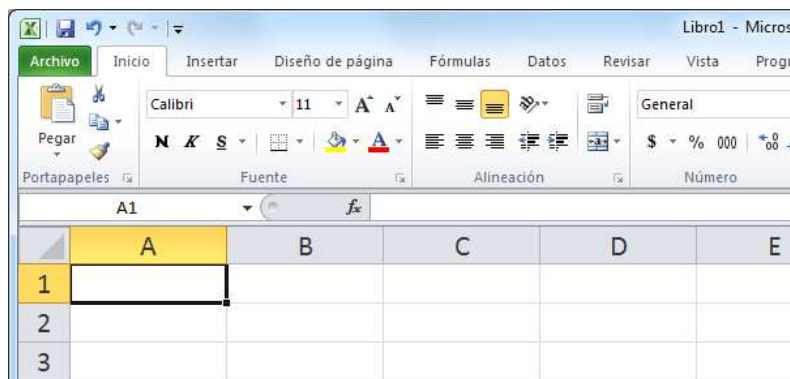 Libro1 - Micros
Archivo Inicio Insertar Diseño de página Fórmulas Datos Revisar Vista Progr
Calibri 11 A A General
Pegar N K S A a $ % 000
Portapapeles Fuente Alineación Número
A1 fx
A B C D E
1
2
3